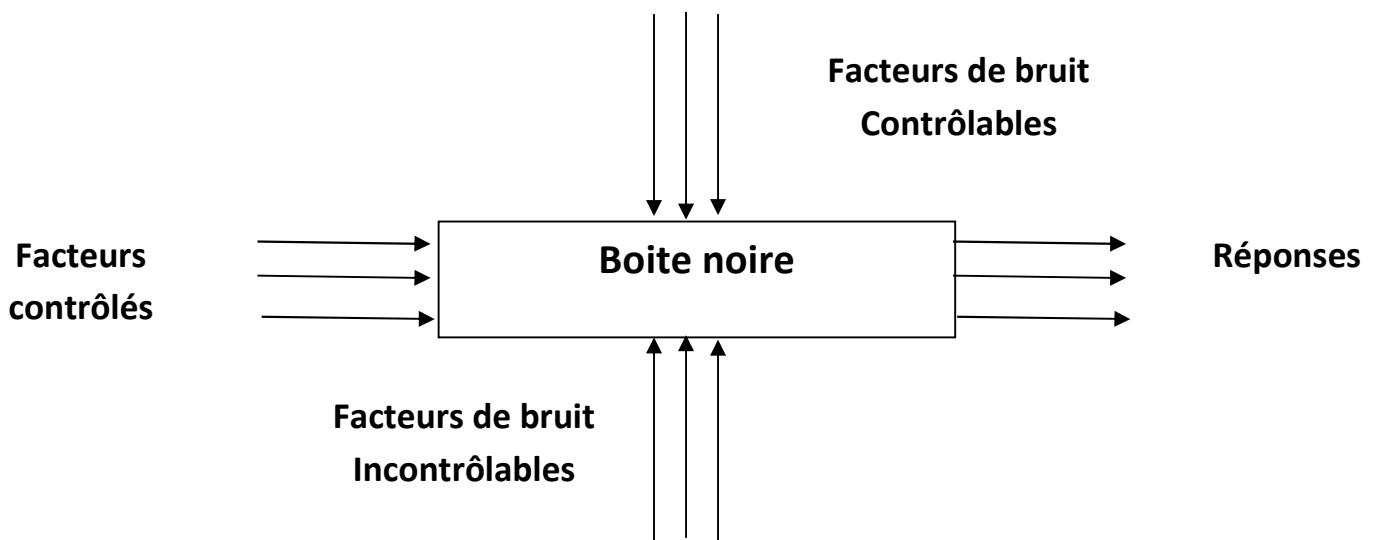 Facteurs de bruit
Contrôlables
Facteurs
contrôlés
Boite noire
Réponses
Facteurs de bruit
Incontrôlables